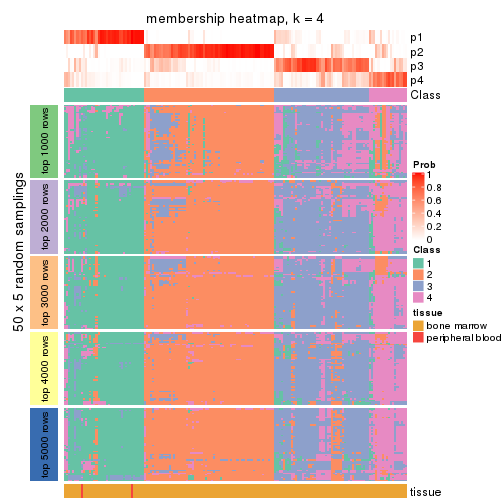 membership heatmap, k = 4
p1
p2
p3
p4
Class
50 x 5 random samplings
top 1000 rows
top 2000 rows
top 3000 rows
top 4000 rows
top 5000 rows
Prob
1
0.8
0.6
0.4
0.2
0
Class
1
2
3
4
tissue
bone marrow
peripheral blood
tissue